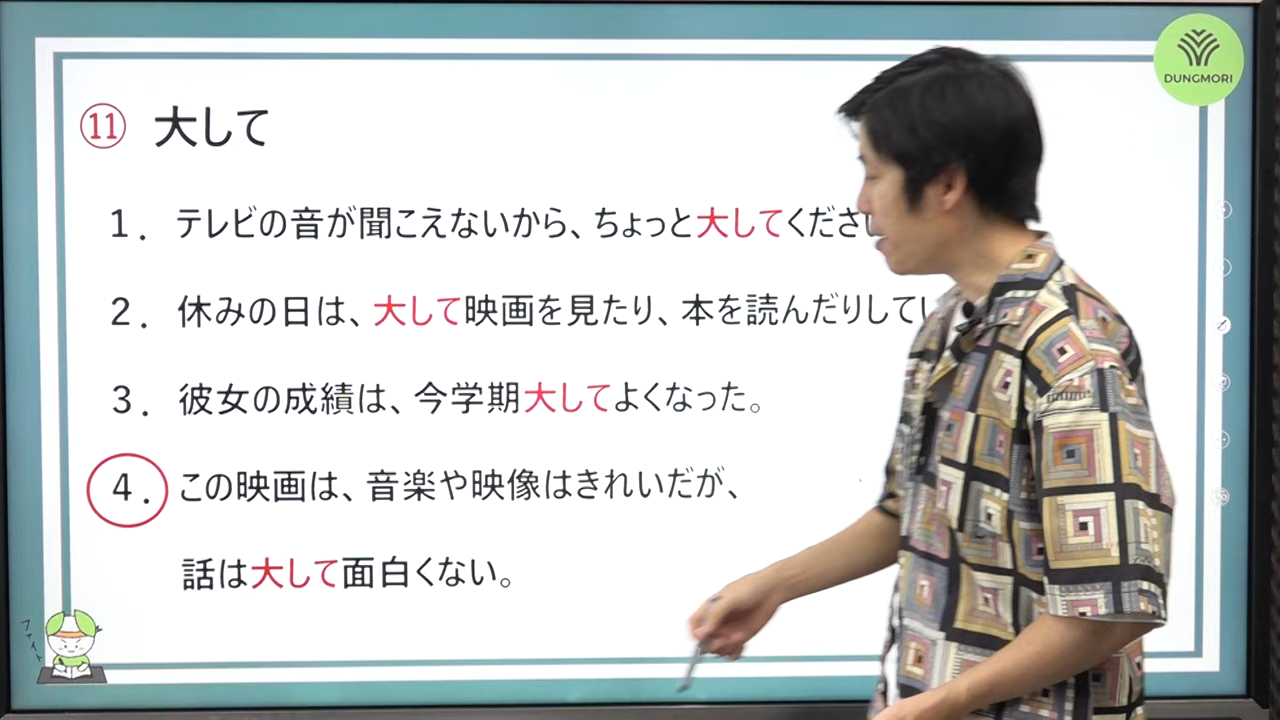 DUNGMORI
⑪ 大して
1. テレビの音が聞こえないから、ちょっと大してくださ
2. 休みの日は、大して映画を見たり、本を読んだりして
3. 彼女の成績は、今学期大してよくなった。
4. この映画は、音楽や映像はきれいだが、
話は大して面白くない。
ファイト